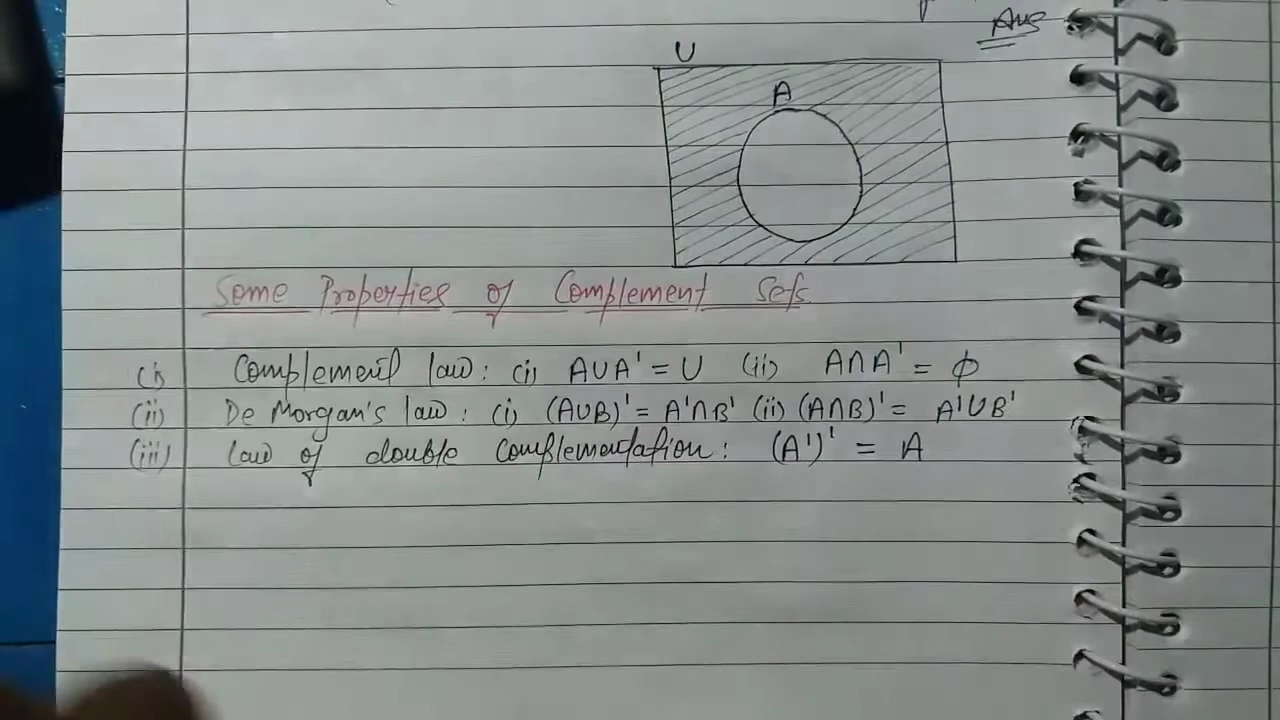 Ans
U
A
Some Properties of Complement Sets
(i) Complement law: (i) A∪A' = U (ii) A∩A' = ϕ
(ii) De Morgan's law: (i) (A∪B)' = A'∩B' (ii) (A∩B)' = A'∪B'
(iii) law of double complementation: (A')' = A